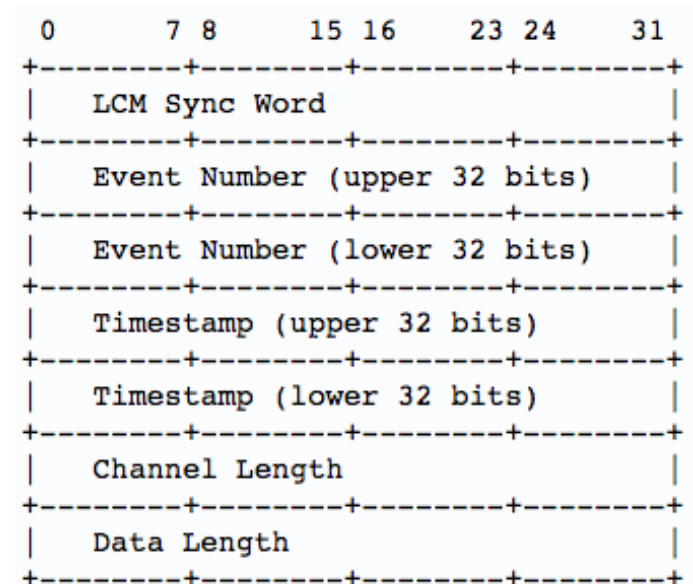 0 7 8 15 16 23 24 31
+--------+--------+--------+--------+
| LCM Sync Word |
+--------+--------+--------+--------+
| Event Number (upper 32 bits) |
+--------+--------+--------+--------+
| Event Number (lower 32 bits) |
+--------+--------+--------+--------+
| Timestamp (upper 32 bits) |
+--------+--------+--------+--------+
| Timestamp (lower 32 bits) |
+--------+--------+--------+--------+
| Channel Length |
+--------+--------+--------+--------+
| Data Length |
+--------+--------+--------+--------+